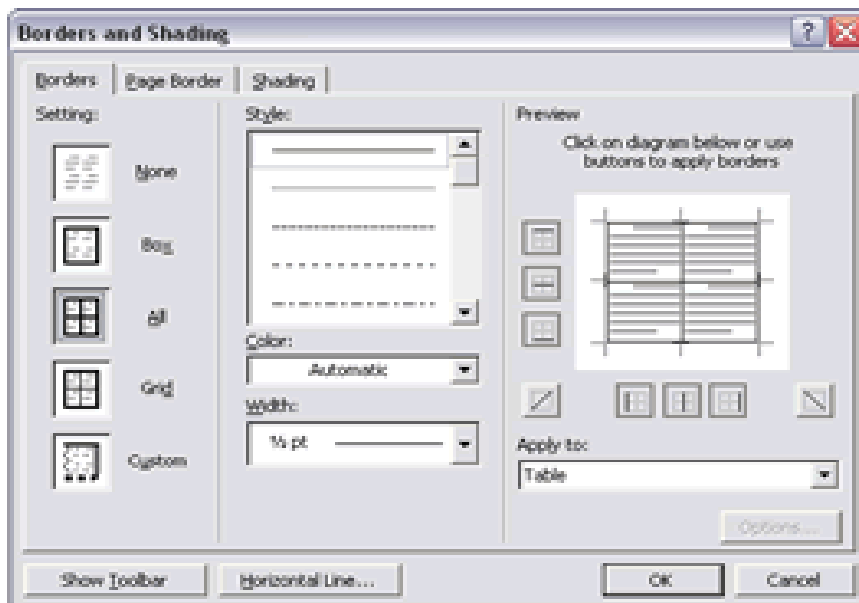 Borders and Shading
Borders
Page Border
Shading
Setting:
None
Box
All
Grid
Custom
Style:
Color:
Automatic
Width:
½ pt
Preview
Click on diagram below or use
buttons to apply borders
Apply to:
Table
Options...
Show Toolbar
Horizontal Line...
OK
Cancel